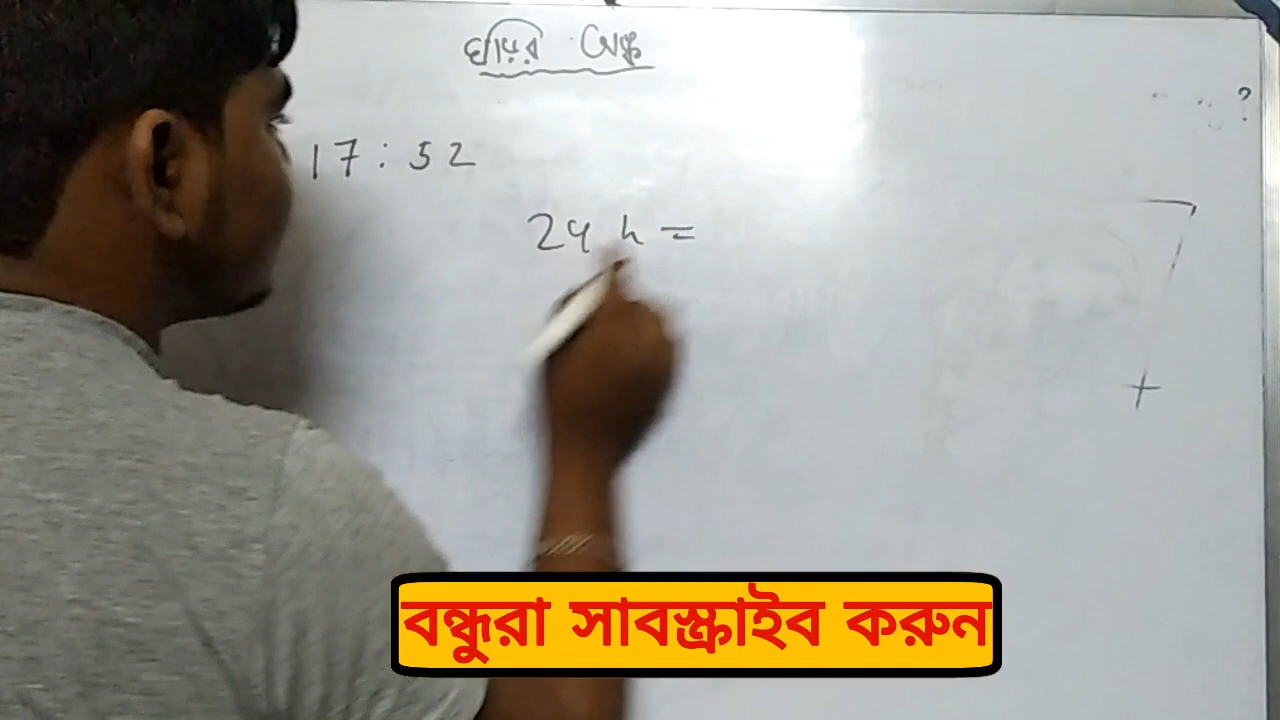 ঘড়ির অঙ্ক
?
17:52
24 h =
+
বন্ধুরা সাবস্ক্রাইব করুন